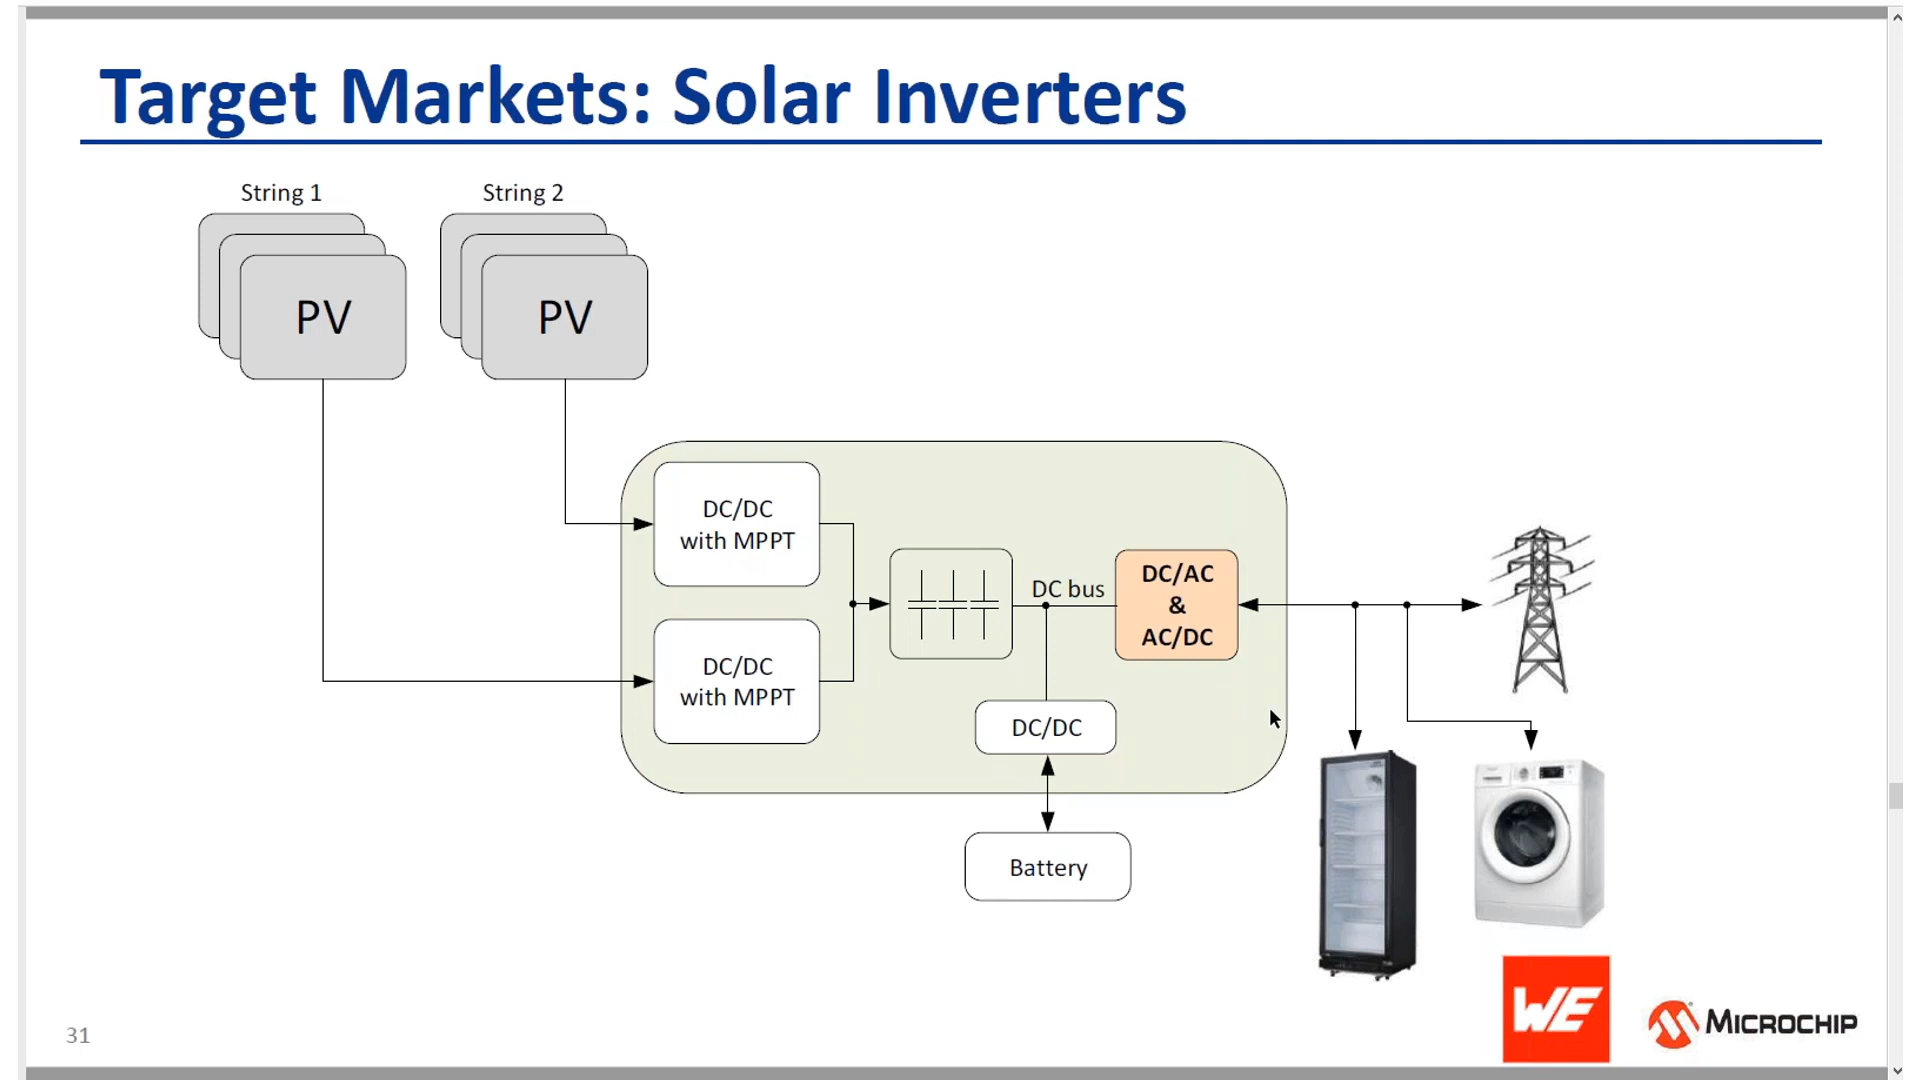 Target Markets: Solar Inverters
String 1
String 2
PV
PV
DC/DC
with MPPT
DC bus
DC/AC
&
AC/DC
DC/DC
with MPPT
DC/DC
Battery
WE
MICROCHIP
31